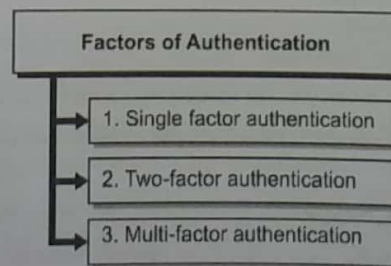 Factors of Authentication
1. Single factor authentication
2. Two-factor authentication
3. Multi-factor authentication